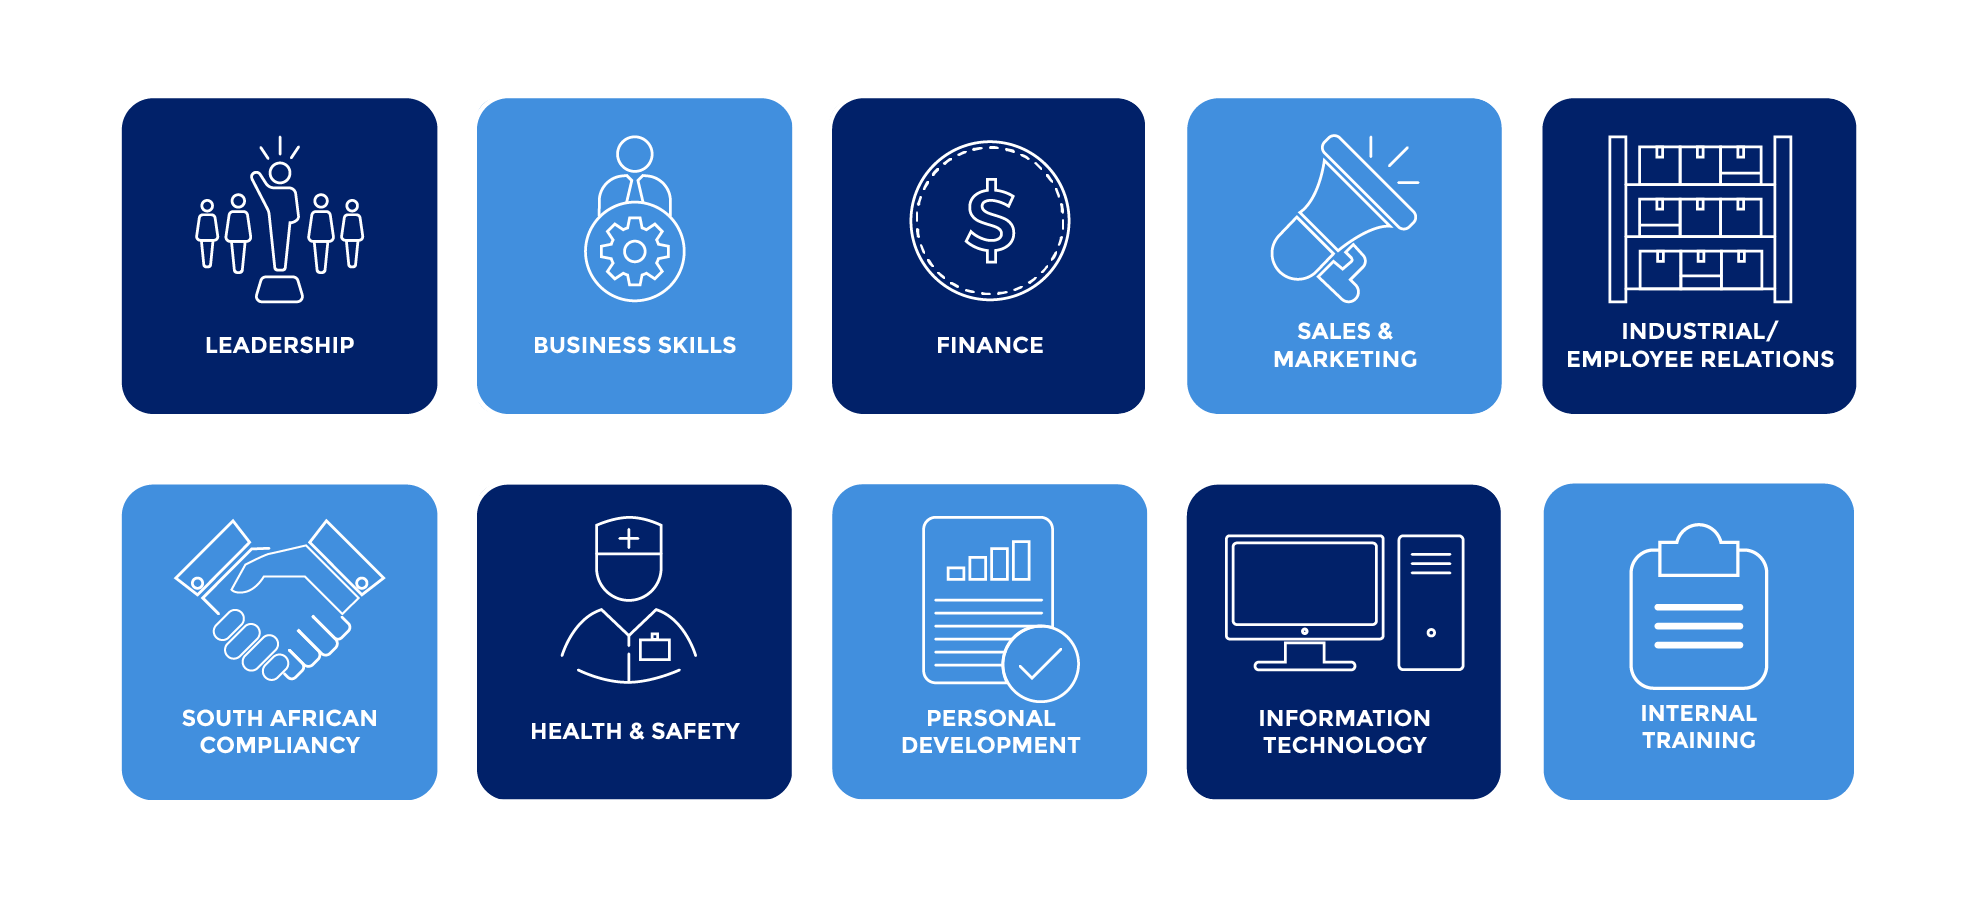 LEADERSHIP
BUSINESS SKILLS
FINANCE
SALES &
MARKETING
INDUSTRIAL/
EMPLOYEE RELATIONS
SOUTH AFRICAN
COMPLIANCY
HEALTH & SAFETY
PERSONAL
DEVELOPMENT
INFORMATION
TECHNOLOGY
INTERNAL
TRAINING